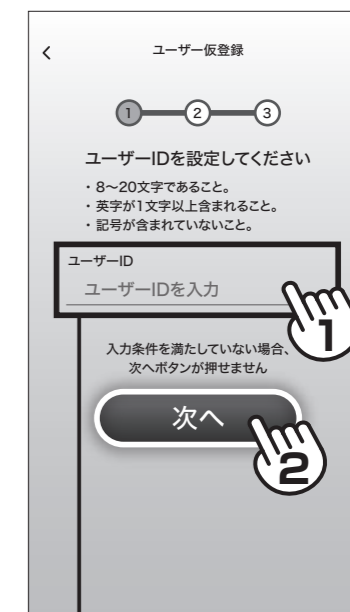 ユーザー仮登録
1 2 3
ユーザーIDを設定してください
・8〜20文字であること。
・英字が1文字以上含まれること。
・記号が含まれていないこと。
ユーザーID
ユーザーIDを入力
1
入力条件を満たしていない場合、
次へボタンが押せません
次へ
2